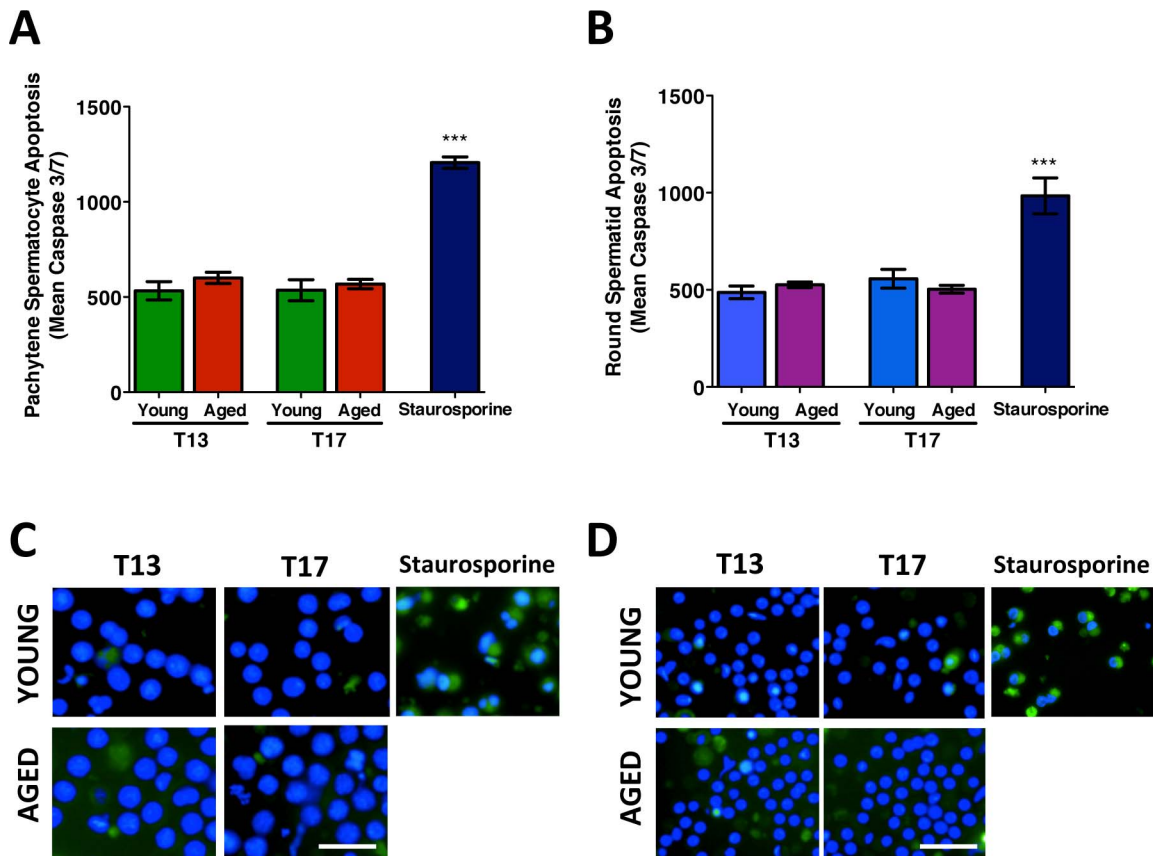 A
Pachytene Spermatocyte Apoptosis
(Mean Caspase 3/7)
1500
1000
500
0
***
Young Aged Young Aged Staurosporine
T13 T17
B
Round Spermatid Apoptosis
(Mean Caspase 3/7)
1500
1000
500
0
***
Young Aged Young Aged Staurosporine
T13 T17
C
T13 T17 Staurosporine
YOUNG
AGED
D
T13 T17 Staurosporine
YOUNG
AGED